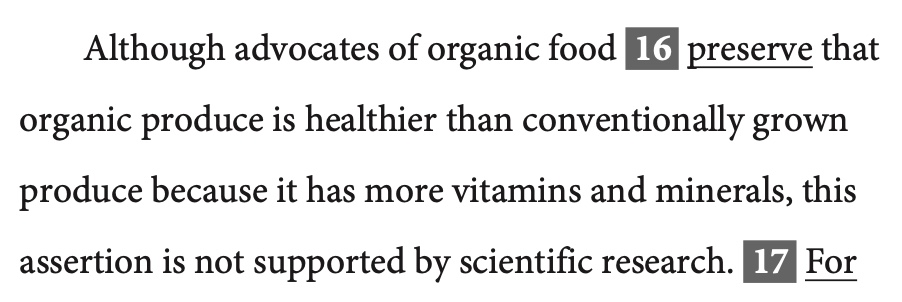 Although advocates of organic food 16 preserve that
organic produce is healthier than conventionally grown
produce because it has more vitamins and minerals, this
assertion is not supported by scientific research. 17 For